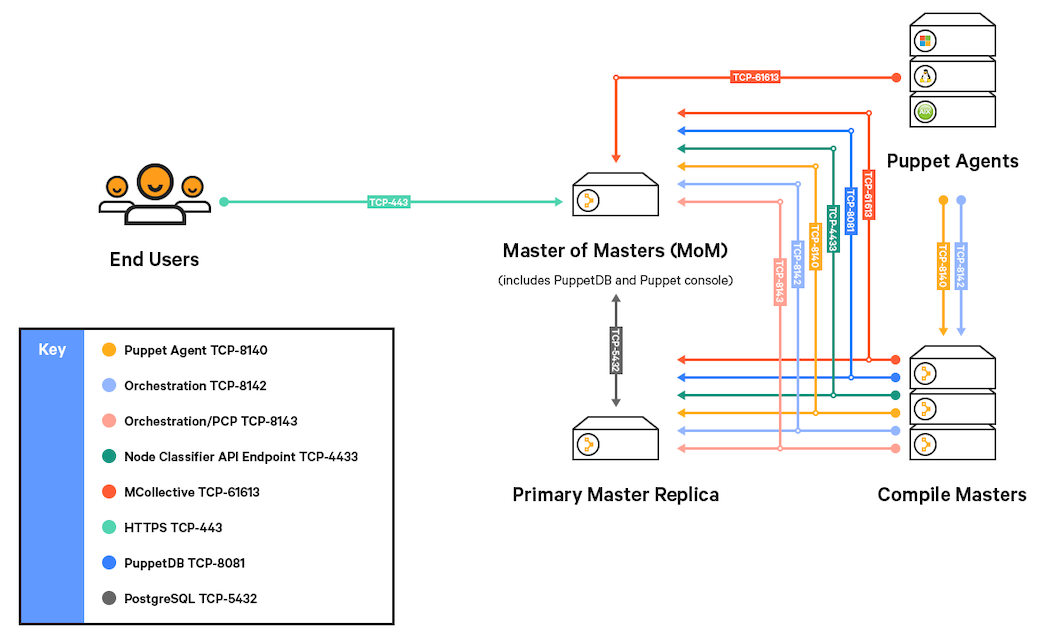 TCP-61613
Puppet Agents
TCP-443
End Users
Master of Masters (MoM)
(includes PuppetDB and Puppet console)
TCP-61613
TCP-8081
TCP-4433
TCP-8140
TCP-8142
TCP-8143
TCP-8140
TCP-8142
TCP-5432
Primary Master Replica
Compile Masters
Key
Puppet Agent TCP-8140
Orchestration TCP-8142
Orchestration/PCP TCP-8143
Node Classifier API Endpoint TCP-4433
MCollective TCP-61613
HTTPS TCP-443
PuppetDB TCP-8081
PostgreSQL TCP-5432